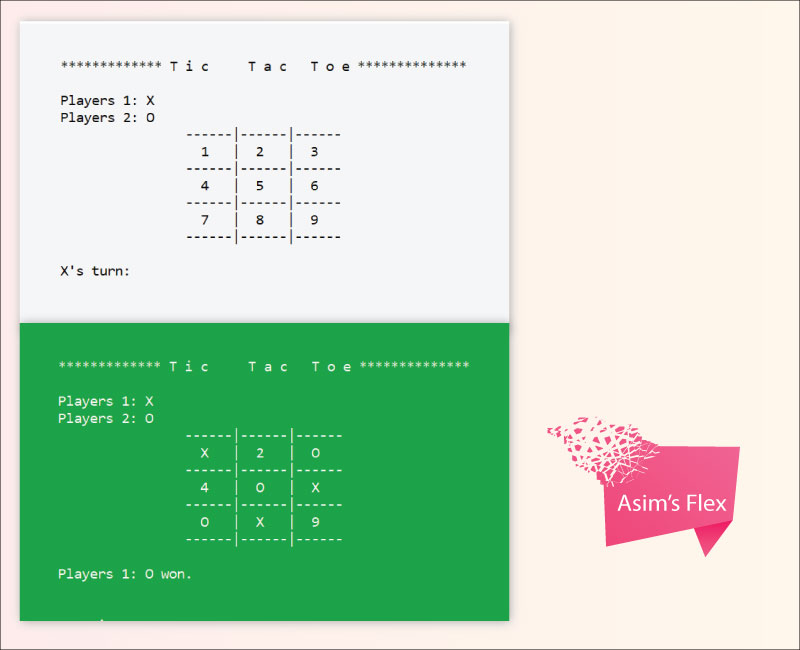 ************* T i c     T a c   T o e **************
Players 1: X
Players 2: O
------|------|------
1 | 2 | 3
------|------|------
4 | 5 | 6
------|------|------
7 | 8 | 9
------|------|------
X's turn:
************* T i c     T a c   T o e **************
Players 1: X
Players 2: O
------|------|------
X | 2 | O
------|------|------
4 | O | X
------|------|------
O | X | 9
------|------|------
Players 1: O won.
Asim's Flex